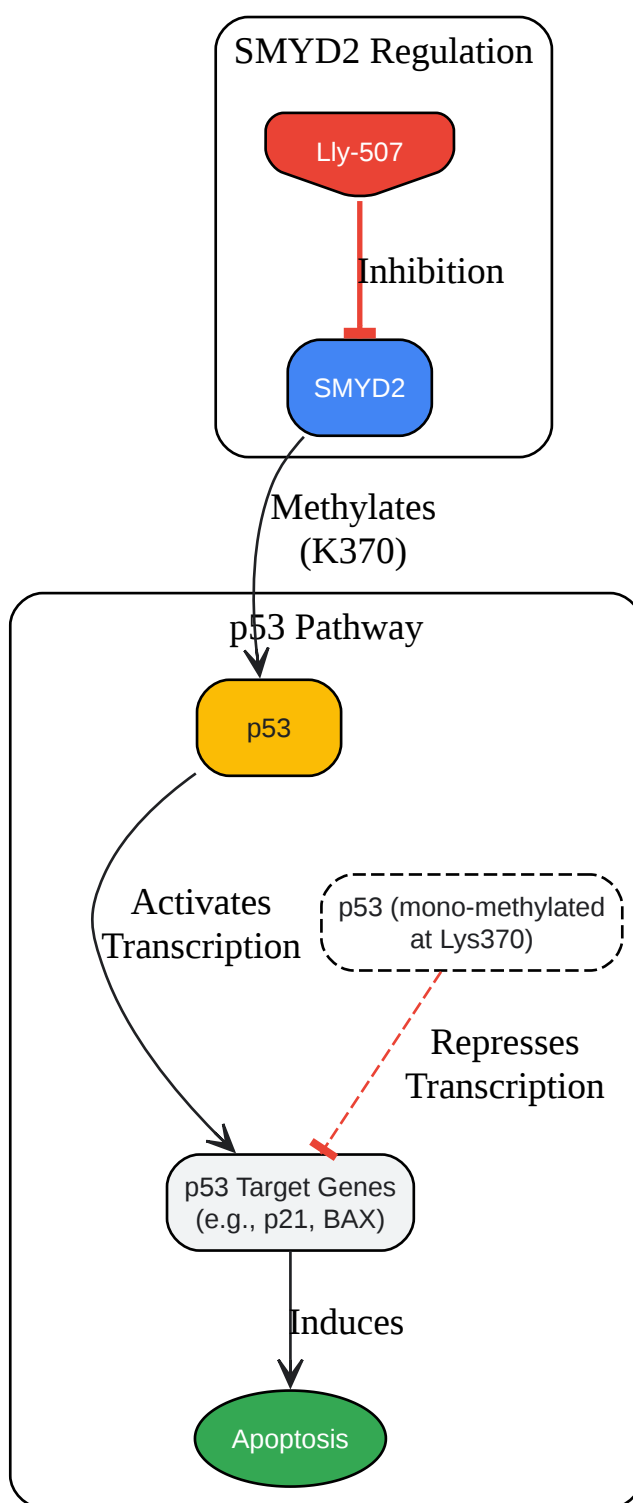 SMYD2 Regulation
Lly-507
Inhibition
SMYD2
Methylates
(K370)
p53 Pathway
p53
Activates
Transcription
p53 (mono-methylated
at Lys370)
Represses
Transcription
p53 Target Genes
(e.g., p21, BAX)
Induces
Apoptosis